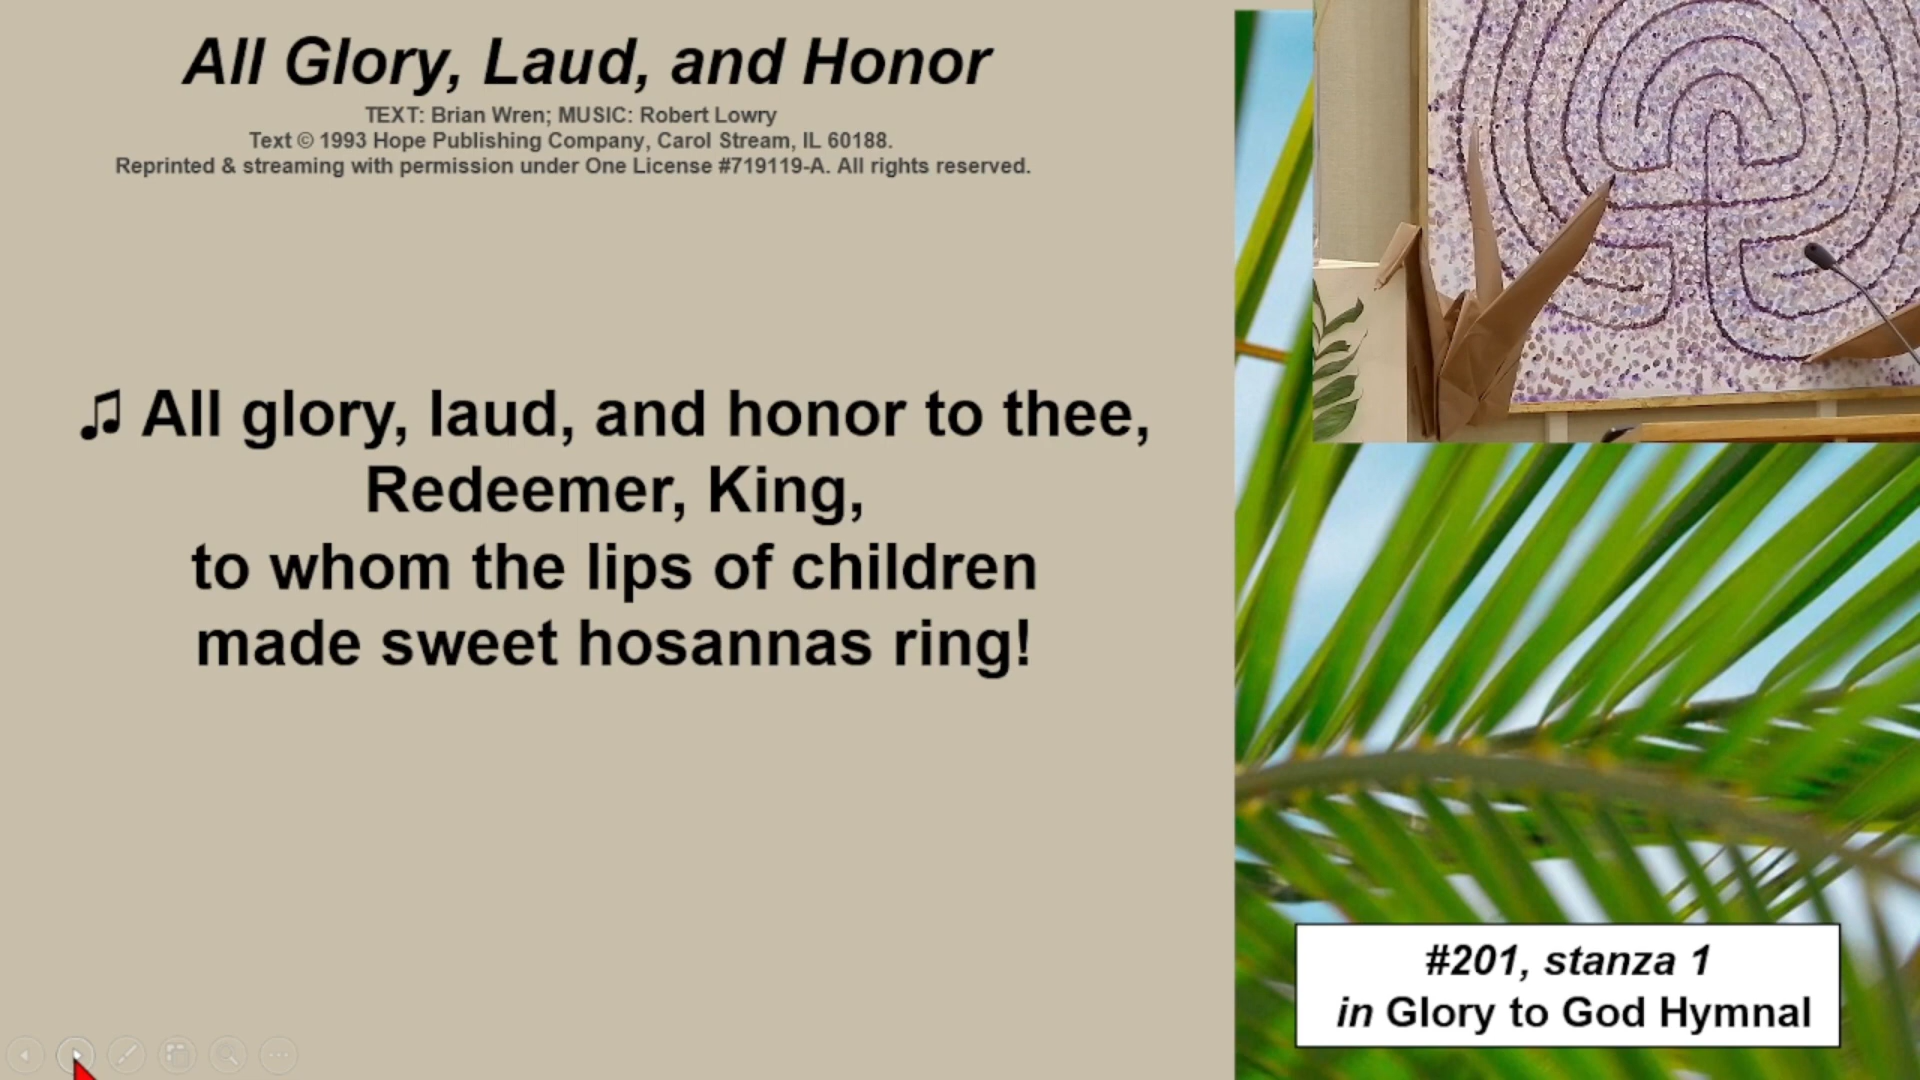 All Glory, Laud, and Honor
TEXT: Brian Wren; MUSIC: Robert Lowry
Text © 1993 Hope Publishing Company, Carol Stream, IL 60188.
Reprinted & streaming with permission under One License #719119-A. All rights reserved.
♫ All glory, laud, and honor to thee,
Redeemer, King,
to whom the lips of children
made sweet hosannas ring!
#201, stanza 1
in Glory to God Hymnal